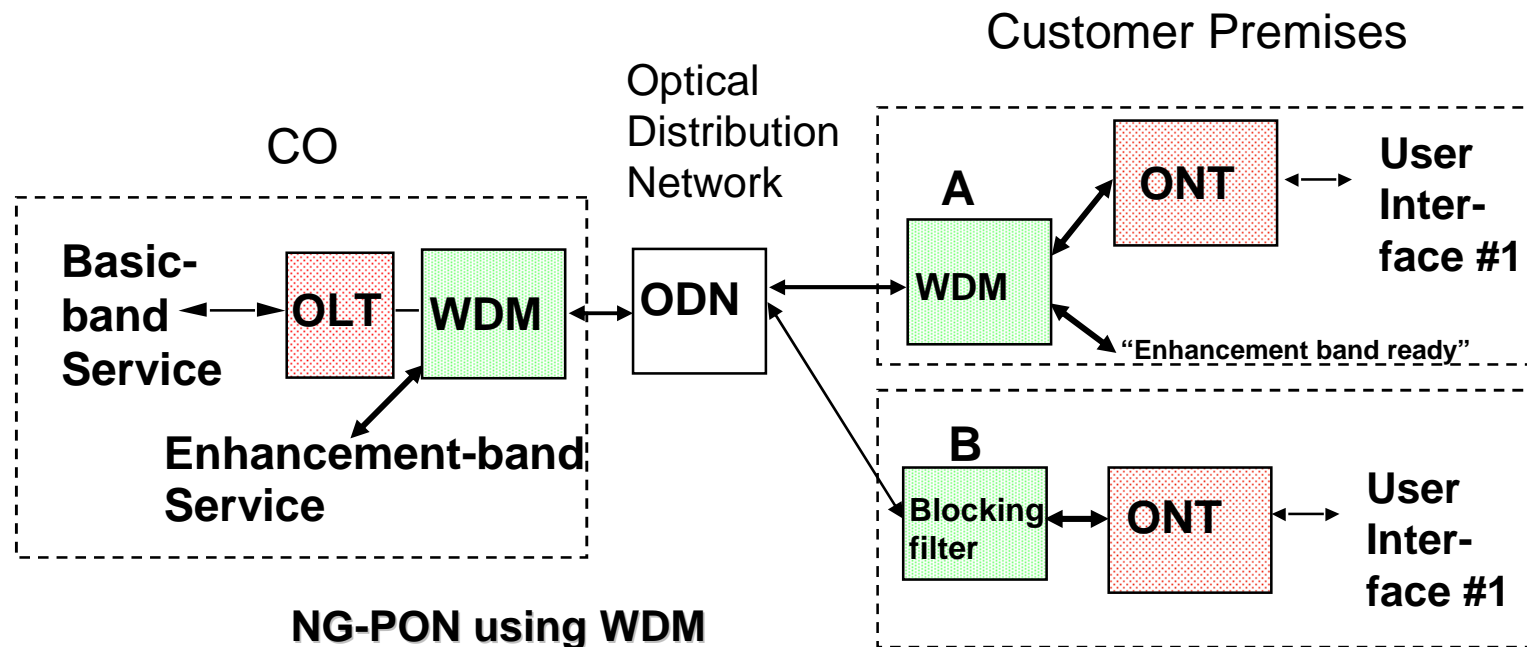 Customer Premises
Optical
Distribution
Network
CO
Basic-
band
Service
OLT
WDM
Enhancement-band
Service
ODN
A
WDM
ONT
User
Inter-
face #1
“Enhancement band ready”
B
Blocking
filter
ONT
User
Inter-
face #1
NG-PON using WDM